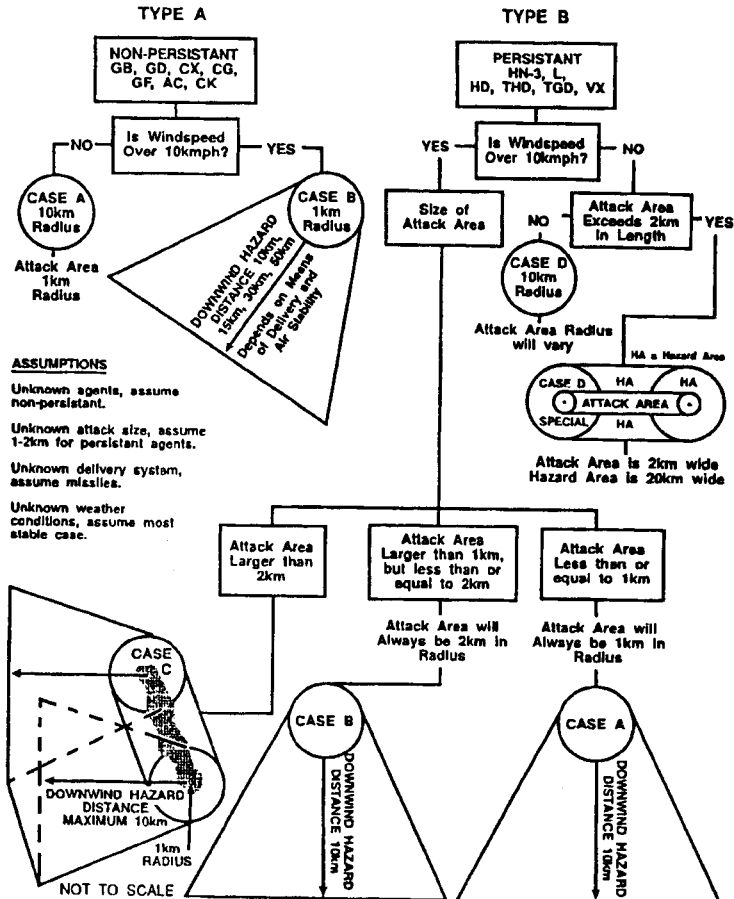 TYPE A
NON-PERSISTANT
GB, GD, CX, CG,
GF, AC, CK
Is Windspeed
Over 10kmph?
NO
YES
CASE A
10km
Radius
Attack Area
1km
Radius
CASE B
1km
Radius
DOWNWIND HAZARD
DISTANCE 10km,
15km, 30km, 50km
Depends on Means
of Delivery and
Air Stability
TYPE B
PERSISTANT
HN-3, L,
HD, THD, TGD, VX
Is Windspeed
Over 10kmph?
YES
NO
Size of
Attack Area
Attack Area
Exceeds 2km
in Length
NO
YES
CASE D
10km
Radius
Attack Area Radius
will vary
HA = Hazard Area
CASE D
HA
HA
ATTACK AREA
SPECIAL
HA
Attack Area is 2km wide
Hazard Area is 20km wide
ASSUMPTIONS
Unknown agents, assume
non-persistant.
Unknown attack size, assume
1-2km for persistant agents.
Unknown delivery system,
assume missiles.
Unknown weather
conditions, assume most
stable case.
Attack Area
Larger than
2km
Attack Area
Larger than 1km,
but less than or
equal to 2km
Attack Area
Less than or
equal to 1km
Attack Area will
Always be 2km in
Radius
Attack Area will
Always be 1km in
Radius
CASE
C
DOWNWIND HAZARD
DISTANCE
MAXIMUM 10km
1km
RADIUS
NOT TO SCALE
CASE B
DOWNWIND HAZARD
DISTANCE 10km
CASE A
DOWNWIND HAZARD
DISTANCE 10km